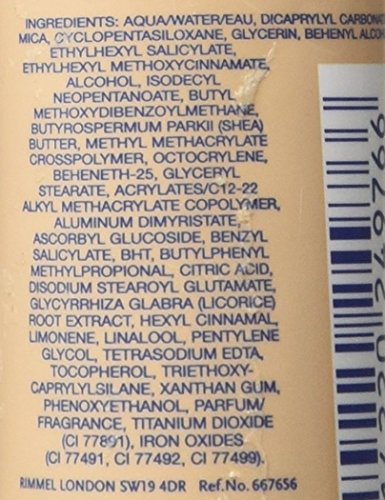 INGREDIENTS: AQUA/WATER/EAU, DICAPRYLYL CARBONAT
MICA, CYCLOPENTASILOXANE, GLYCERIN, BEHENYL ALCOH
ETHYLHEXYL SALICYLATE,
ETHYLHEXYL METHOXYCINNAMATE,
ALCOHOL, ISODECYL
NEOPENTANOATE, BUTYL
METHOXYDIBENZOYLMETHANE,
BUTYROSPERMUM PARKII (SHEA)
BUTTER, METHYL METHACRYLATE
CROSSPOLYMER, OCTOCRYLENE,
BEHENETH-25, GLYCERYL
STEARATE, ACRYLATES/C12-22
ALKYL METHACRYLATE COPOLYMER,
ALUMINUM DIMYRISTATE,
ASCORBYL GLUCOSIDE, BENZYL
SALICYLATE, BHT, BUTYLPHENYL
METHYLPROPIONAL, CITRIC ACID,
DISODIUM STEAROYL GLUTAMATE,
GLYCYRRHIZA GLABRA (LICORICE)
ROOT EXTRACT, HEXYL CINNAMAL,
LIMONENE, LINALOOL, PENTYLENE
GLYCOL, TETRASODIUM EDTA,
TOCOPHEROL, TRIETHOXY-
CAPRYLYLSILANE, XANTHAN GUM,
PHENOXYETHANOL, PARFUM/
FRAGRANCE, TITANIUM DIOXIDE
(CI 77891), IRON OXIDES
(CI 77491, CI 77492, CI 77499).
RIMMEL LONDON SW19 4DR Ref.No. 667656